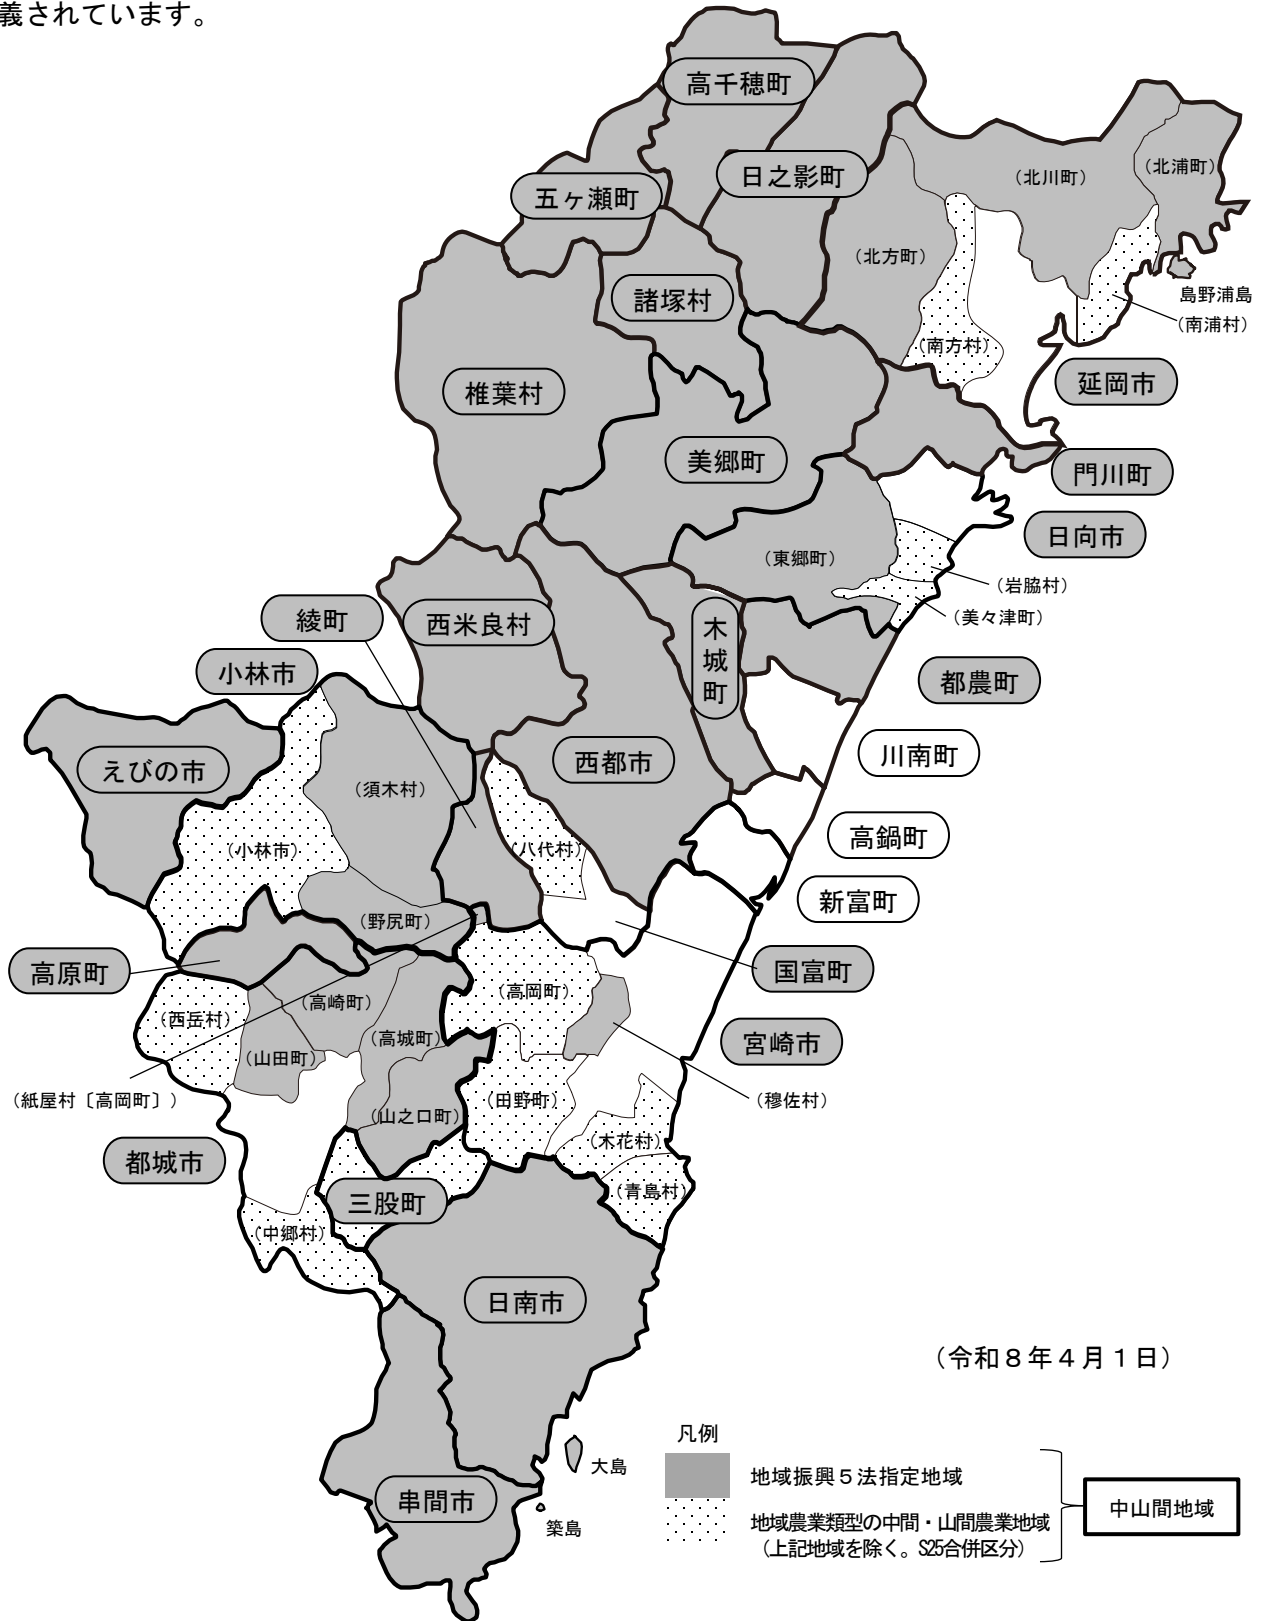 義されています。
高千穂町
日之影町
五ヶ瀬町
(北川町)
(北浦町)
(北方町)
諸塚村
島野浦島
(南浦村)
(南方村)
延岡市
椎葉村
美郷町
門川町
日向市
(東郷町)
(岩脇村)
(美々津町)
綾町
西米良村
木城町
小林市
都農町
川南町
えびの市
西都市
(須木村)
高鍋町
(小林市)
(八代村)
新富町
(野尻町)
高原町
国富町
(高岡町)
(高崎町)
(西岳村)
(高城町)
宮崎市
(山田町)
(紙屋村〔高岡町〕)
(田野町)
(穆佐村)
(山之口町)
(木花村)
都城市
(青島村)
三股町
(中郷村)
日南市
(令和8年4月1日)
凡例
大島
地域振興5法指定地域
串間市
中山間地域
築島
地域農業類型の中間・山間農業地域
(上記地域を除く。S25合併区分)